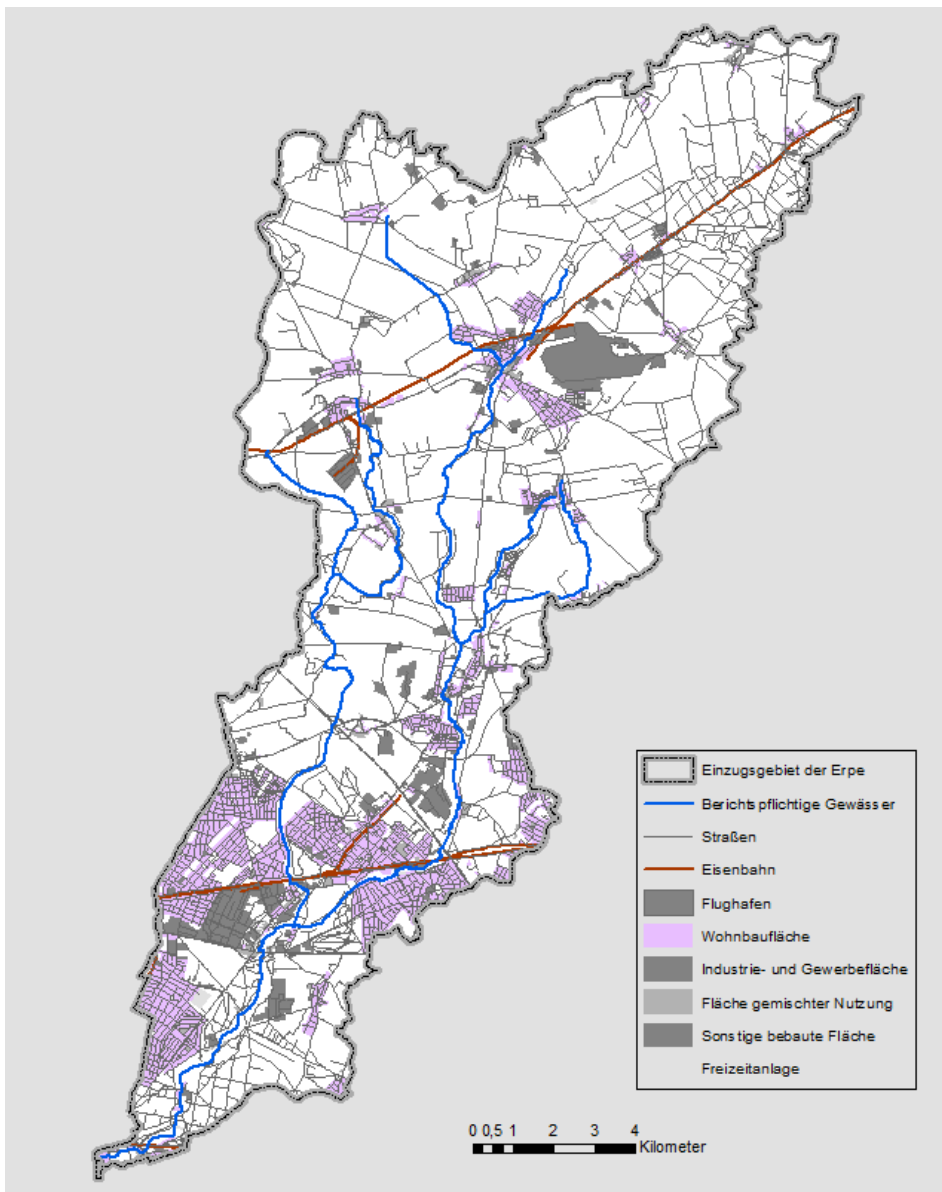 Einzugsgebiet der Erpe
Berichtspflichtige Gewässer
Straßen
Eisenbahn
Flughafen
Wohnbaufläche
Industrie- und Gewerbefläche
Fläche gemischter Nutzung
Sonstige bebaute Fläche
Freizeitanlage
0 0,5 1 2 3 4
Kilometer